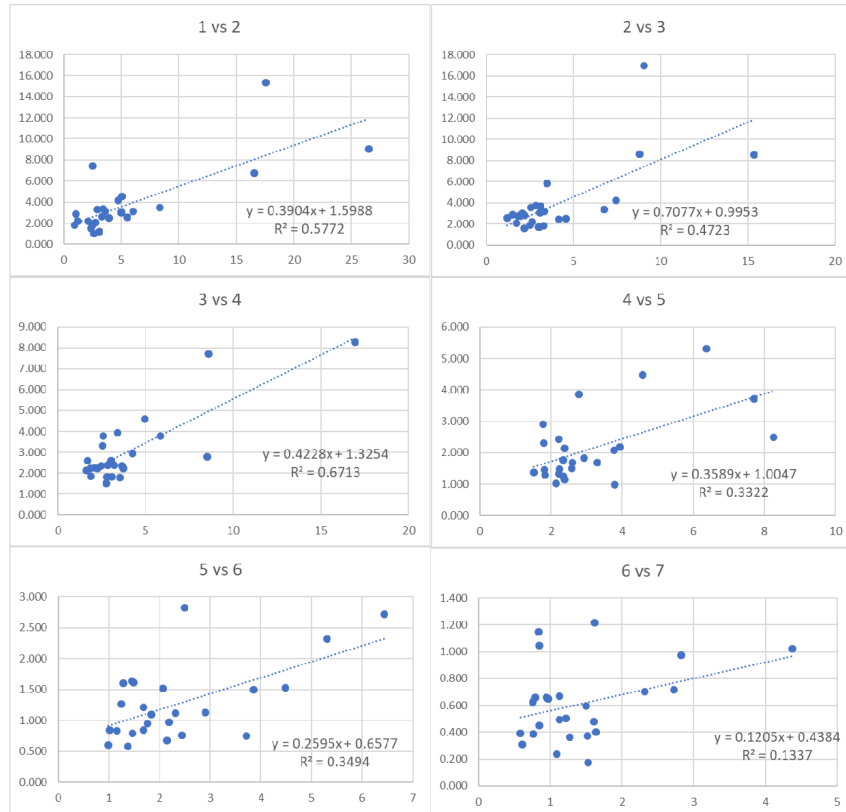 1 vs 2
18.000
16.000
14.000
12.000
10.000
8.000
6.000
4.000
2.000
0.000
y = 0.3904x + 1.5988
R² = 0.5772
0 5 10 15 20 25 30
2 vs 3
18.000
16.000
14.000
12.000
10.000
8.000
6.000
4.000
2.000
0.000
y = 0.7077x + 0.9953
R² = 0.4723
0 5 10 15 20
3 vs 4
9.000
8.000
7.000
6.000
5.000
4.000
3.000
2.000
1.000
0.000
y = 0.4228x + 1.3254
R² = 0.6713
0 5 10 15 20
4 vs 5
6.000
5.000
4.000
3.000
2.000
1.000
0.000
y = 0.3589x + 1.0047
R² = 0.3322
0 2 4 6 8 10
5 vs 6
3.000
2.500
2.000
1.500
1.000
0.500
0.000
y = 0.2595x + 0.6577
R² = 0.3494
0 1 2 3 4 5 6 7
6 vs 7
1.400
1.200
1.000
0.800
0.600
0.400
0.200
0.000
y = 0.1205x + 0.4384
R² = 0.1337
0 1 2 3 4 5